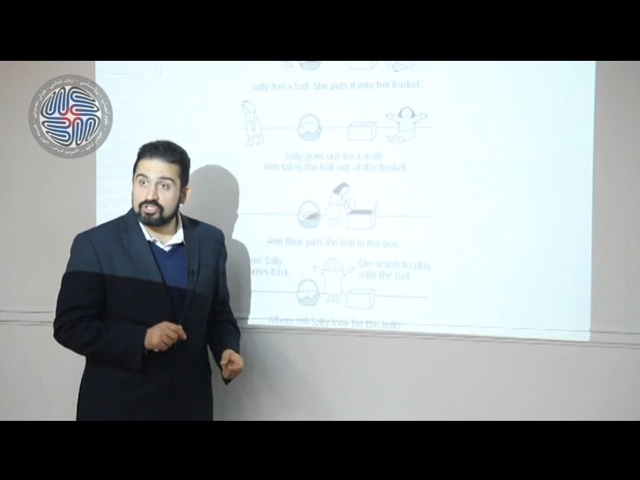 Sally has a ball. She puts it into her basket.
Sally goes out for a walk.
Ann takes the ball out of the basket.
Ann then puts the ball in the box.
Sally
back.
She wants to play
with the ball.
Where will Sally look for the ball?